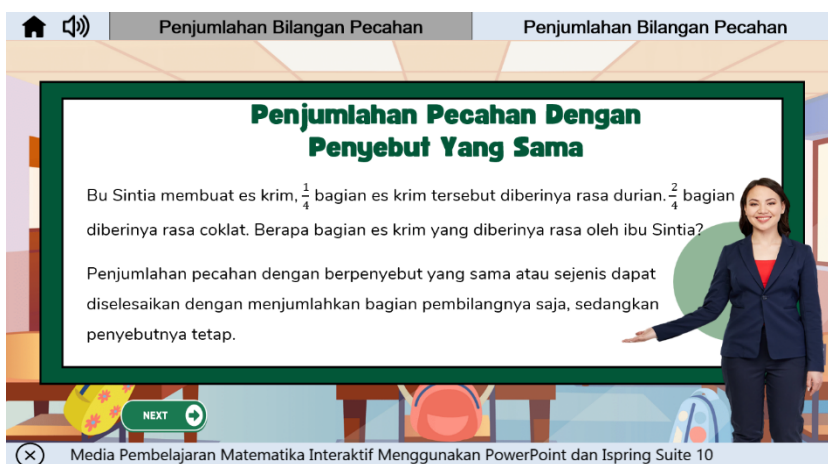 Penjumlahan Bilangan Pecahan
Penjumlahan Bilangan Pecahan
Penjumlahan Pecahan Dengan
Penyebut Yang Sama
Bu Sintia membuat es krim, 1/4 bagian es krim tersebut diberinya rasa durian. 2/4 bagian
diberinya rasa coklat. Berapa bagian es krim yang diberinya rasa oleh ibu Sintia?
Penjumlahan pecahan dengan berpenyebut yang sama atau sejenis dapat
diselesaikan dengan menjumlahkan bagian pembilangnya saja, sedangkan
penyebutnya tetap.
NEXT
Media Pembelajaran Matematika Interaktif Menggunakan PowerPoint dan Ispring Suite 10